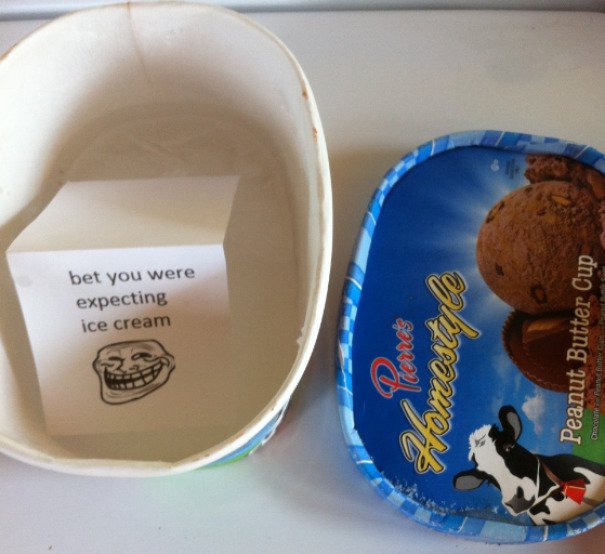 bet you were
expecting
ice cream
Pierre's
Homestyle
Peanut Butter Cup